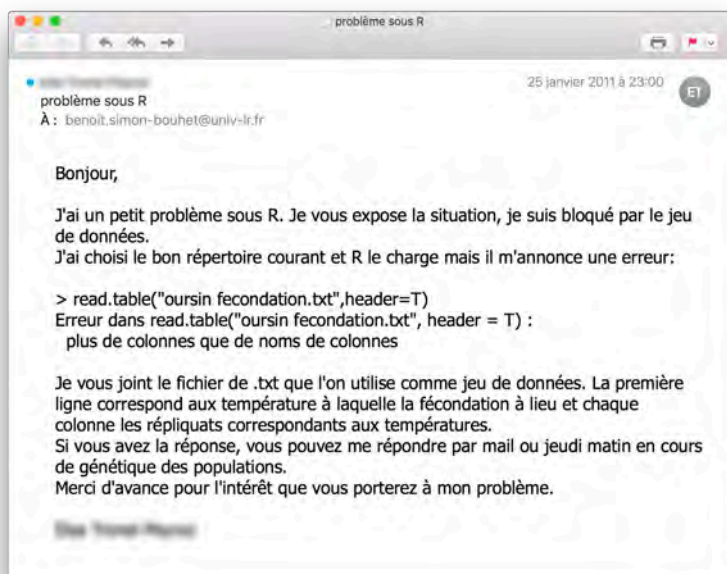 problème sous R
25 janvier 2011 à 23:00
ET
problème sous R
À : benoit.simon-bouhet@univ-lr.fr
Bonjour,
J'ai un petit problème sous R. Je vous expose la situation, je suis bloqué par le jeu
de données.
J'ai choisi le bon répertoire courant et R le charge mais il m'annonce une erreur:
> read.table("oursin fecondation.txt",header=T)
Erreur dans read.table("oursin fecondation.txt", header = T) :
plus de colonnes que de noms de colonnes
Je vous joint le fichier de .txt que l'on utilise comme jeu de données. La première
ligne correspond aux température à laquelle la fécondation à lieu et chaque
colonne les répliquats correspondants aux températures.
Si vous avez la réponse, vous pouvez me répondre par mail ou jeudi matin en cours
de génétique des populations.
Merci d'avance pour l'intérêt que vous porterez à mon problème.